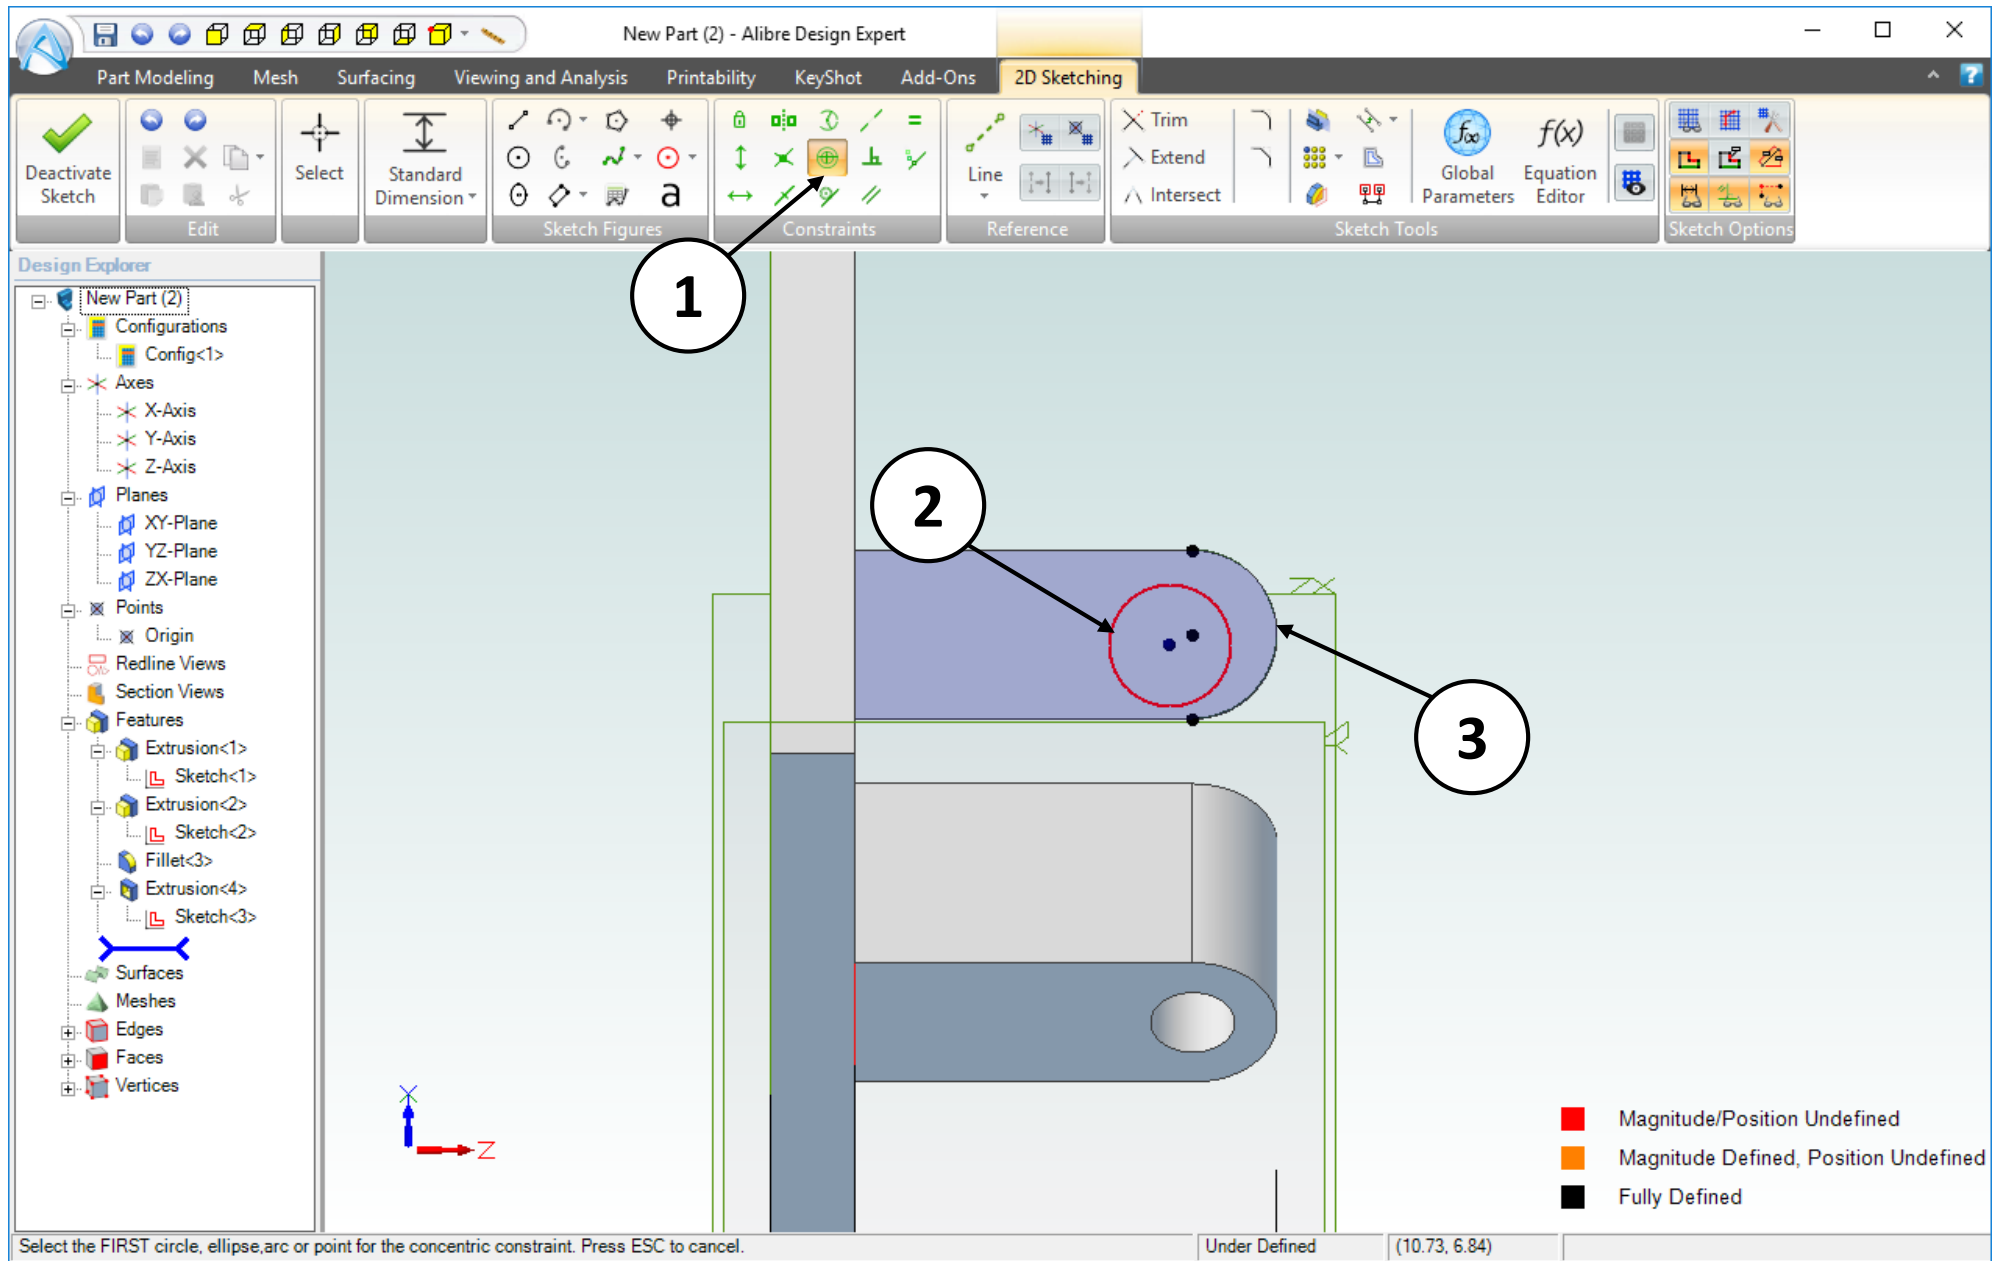 New Part (2) - Alibre Design Expert
Part Modeling Mesh Surfacing Viewing and Analysis Printability KeyShot Add-Ons 2D Sketching
Deactivate Sketch
Edit
Select
Standard Dimension
a
Sketch Figures
Constraints
Line
Reference
Trim
Extend
Intersect
Global Parameters
f(x)
Equation Editor
Sketch Tools
Sketch Options
Design Explorer
New Part (2)
Configurations
Config<1>
Axes
X-Axis
Y-Axis
Z-Axis
Planes
XY-Plane
YZ-Plane
ZX-Plane
Points
Origin
Redline Views
Section Views
Features
Extrusion<1>
Sketch<1>
Extrusion<2>
Sketch<2>
Fillet<3>
Extrusion<4>
Sketch<3>
Surfaces
Meshes
Edges
Faces
Vertices
1
2
3
ZX
X
Z
Magnitude/Position Undefined
Magnitude Defined, Position Undefined
Fully Defined
Select the FIRST circle, ellipse,arc or point for the concentric constraint. Press ESC to cancel.
Under Defined
(10.73, 6.84)